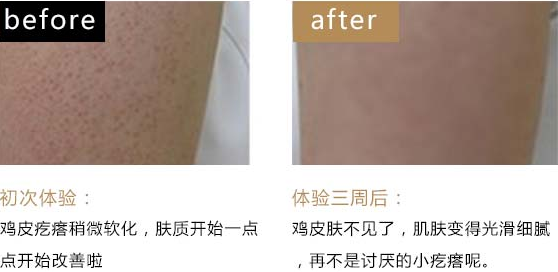 before
after
初次体验：
鸡皮疙瘩稍微软化，肤质开始一点
点开始改善啦
体验三周后：
鸡皮肤不见了，肌肤变得光滑细腻
，再不是讨厌的小疙瘩呢。